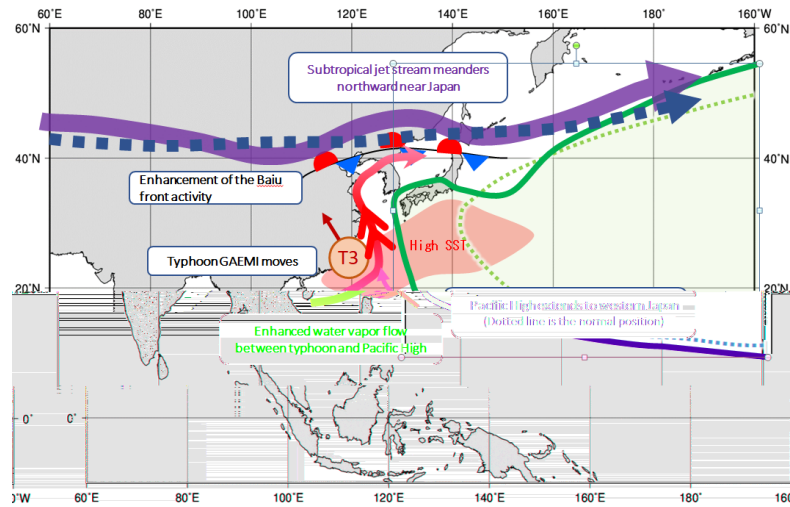 60°E 80°E 100°E 120°E 140°E 160°E 180° 160°W
60°N 60°N
Subtropical jet stream meanders
northward near Japan
40°N 40°N
Enhancement of the Baiu
front activity
High SST
T3
Typhoon GAEMI moves
20°N 20°N
Pacific High extends to western Japan
(Dotted line is the normal position)
Enhanced water vapor flow
between typhoon and Pacific High
0° 0°
0°W 60°E 80°E 100°E 120°E 140°E 160°E 180° 160°W